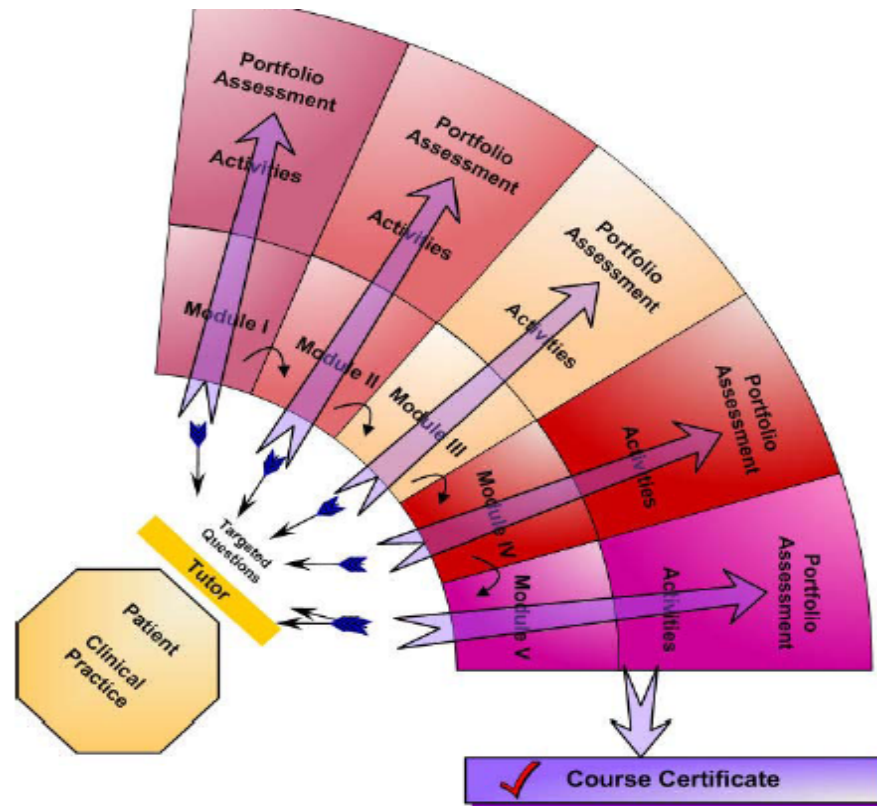 Portfolio
Assessment
Activities
Module I
Portfolio
Assessment
Activities
Module II
Portfolio
Assessment
Activities
Module III
Portfolio
Assessment
Activities
Module IV
Portfolio
Assessment
Activities
Module V
Targeted
Questions
Tutor
Patient
Clinical
Practice
Course Certificate